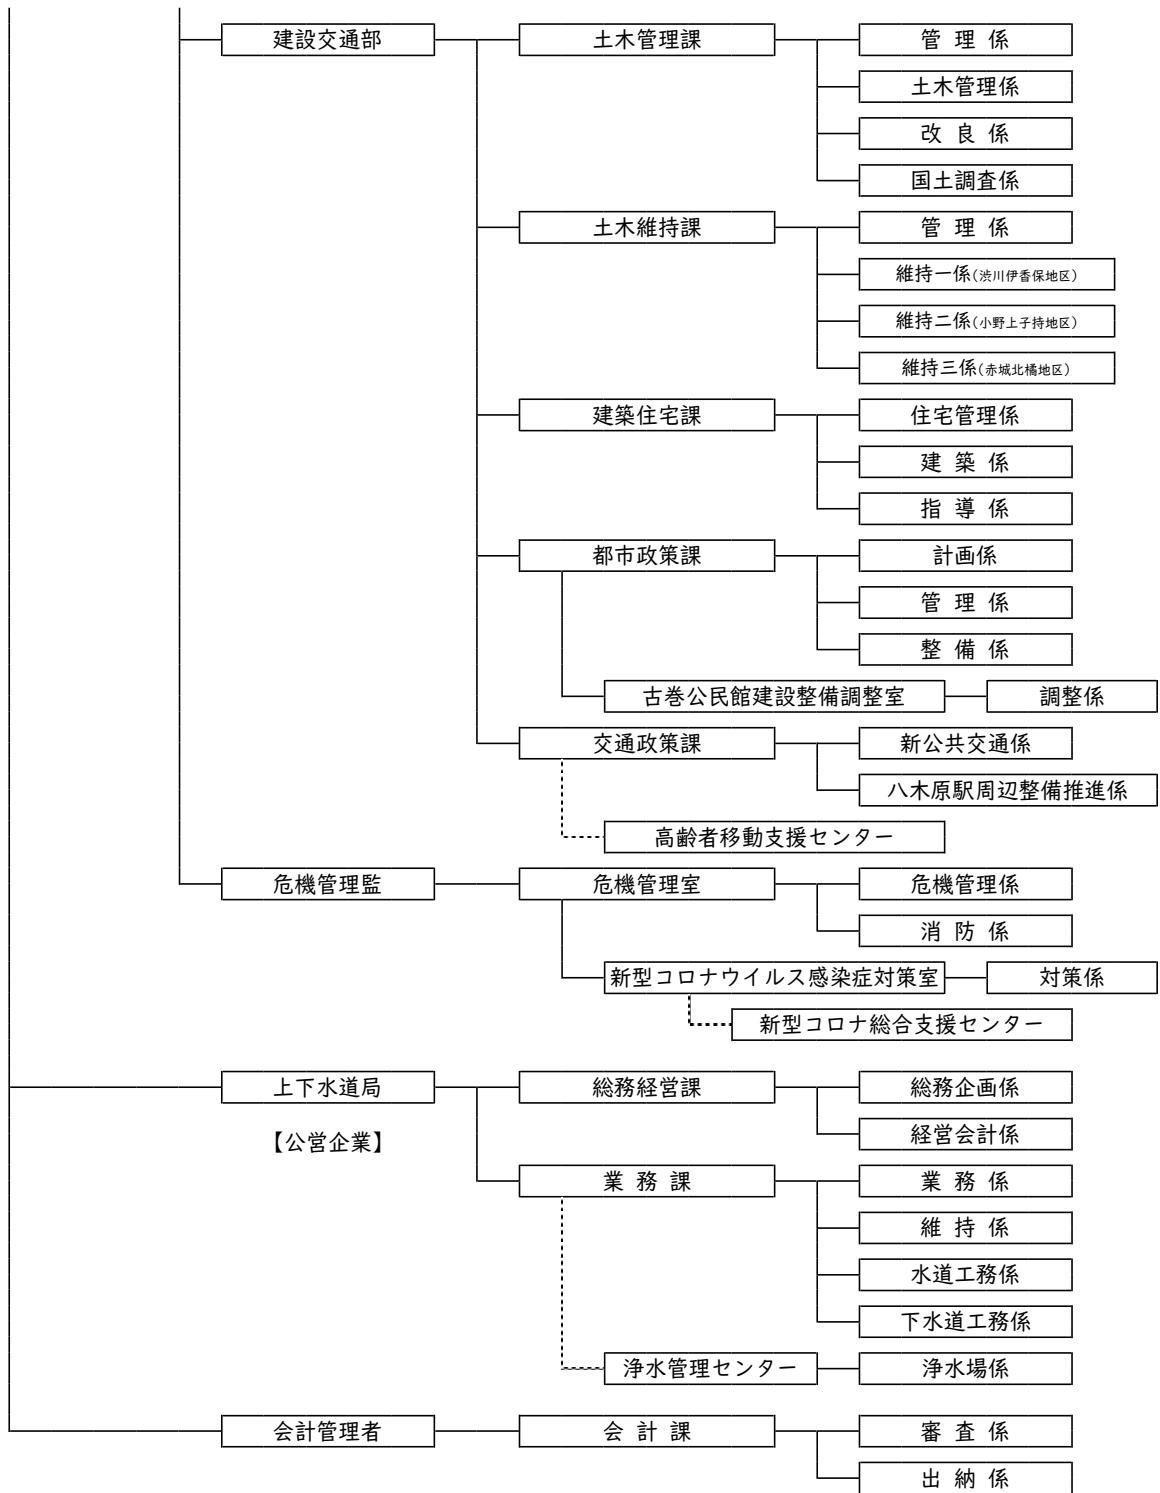 建設交通部 土木管理課 管理係
土木管理係
改良係
国土調査係
土木維持課 管理係
維持一係(渋川伊香保地区)
維持二係(小野上子持地区)
維持三係(赤城北橘地区)
建築住宅課 住宅管理係
建築係
指導係
都市政策課 計画係
管理係
整備係
古巻公民館建設整備調整室 調整係
交通政策課 新公共交通係
八木原駅周辺整備推進係
高齢者移動支援センター
危機管理監 危機管理室 危機管理係
消防係
新型コロナウイルス感染症対策室 対策係
新型コロナ総合支援センター
上下水道局 総務経営課 総務企画係
【公営企業】 経営会計係
業務課 業務係
維持係
水道工務係
下水道工務係
浄水管理センター 浄水場係
会計管理者 会計課 審査係
出納係